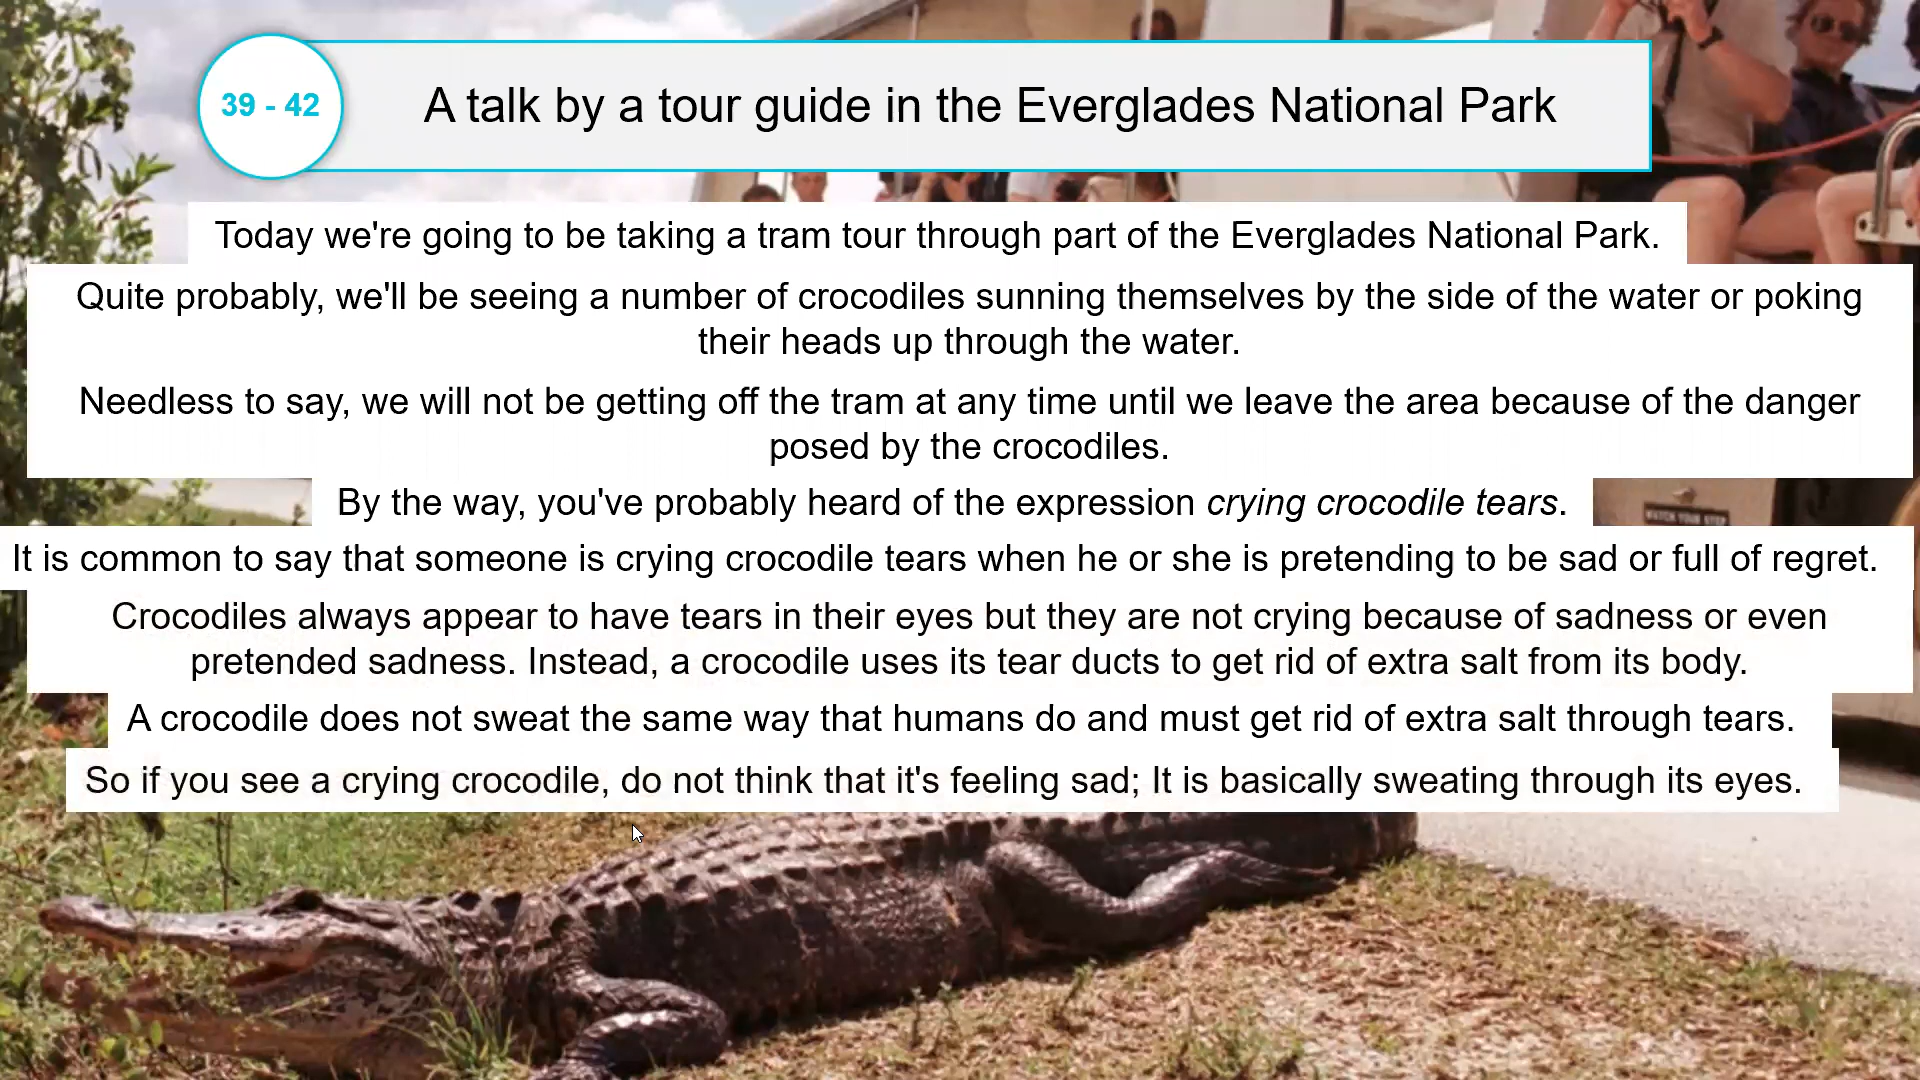 39 - 42
A talk by a tour guide in the Everglades National Park
Today we're going to be taking a tram tour through part of the Everglades National Park.
Quite probably, we'll be seeing a number of crocodiles sunning themselves by the side of the water or poking
their heads up through the water.
Needless to say, we will not be getting off the tram at any time until we leave the area because of the danger
posed by the crocodiles.
By the way, you've probably heard of the expression crying crocodile tears.
WATCH YOUR STEP
It is common to say that someone is crying crocodile tears when he or she is pretending to be sad or full of regret.
Crocodiles always appear to have tears in their eyes but they are not crying because of sadness or even
pretended sadness. Instead, a crocodile uses its tear ducts to get rid of extra salt from its body.
A crocodile does not sweat the same way that humans do and must get rid of extra salt through tears.
So if you see a crying crocodile, do not think that it's feeling sad; It is basically sweating through its eyes.